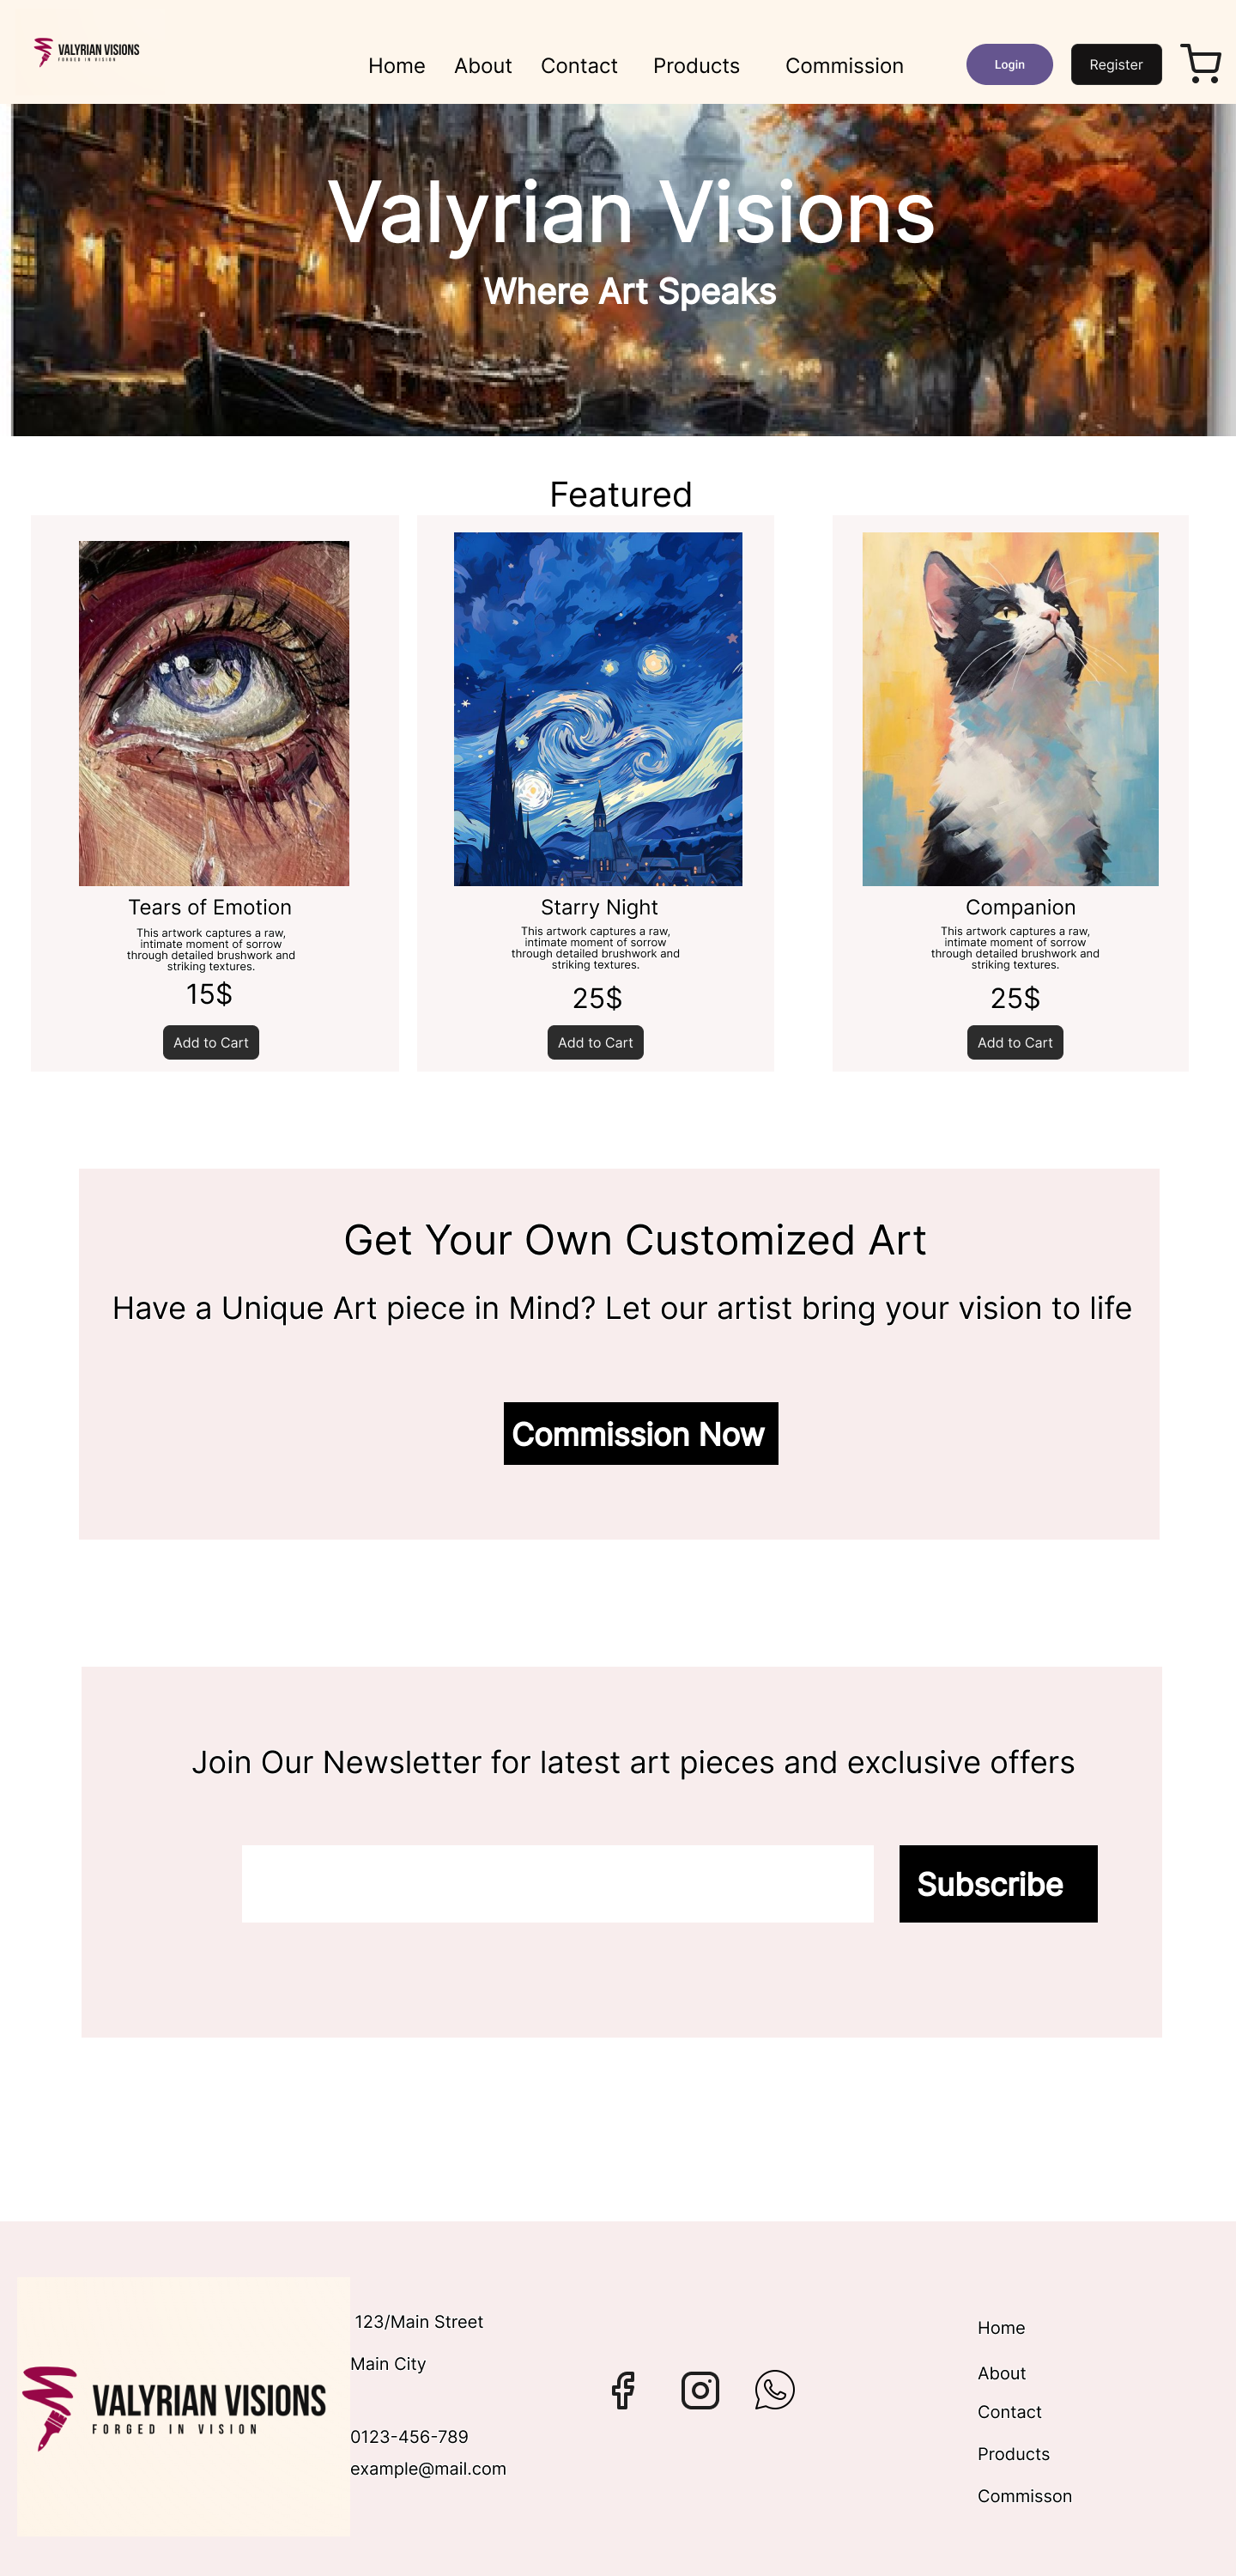 VALYRIAN VISIONS
FORGED IN VISION
Home About Contact Products Commission
Login
Register
Valyrian Visions
Where Art Speaks
Featured
Tears of Emotion
This artwork captures a raw,
intimate moment of sorrow
through detailed brushwork and
striking textures.
15$
Add to Cart
Starry Night
This artwork captures a raw,
intimate moment of sorrow
through detailed brushwork and
striking textures.
25$
Add to Cart
Companion
This artwork captures a raw,
intimate moment of sorrow
through detailed brushwork and
striking textures.
25$
Add to Cart
Get Your Own Customized Art
Have a Unique Art piece in Mind? Let our artist bring your vision to life
Commission Now
Join Our Newsletter for latest art pieces and exclusive offers
Subscribe
VALYRIAN VISIONS
FORGED IN VISION
123/Main Street
Main City
0123-456-789
example@mail.com
Home
About
Contact
Products
Commisson